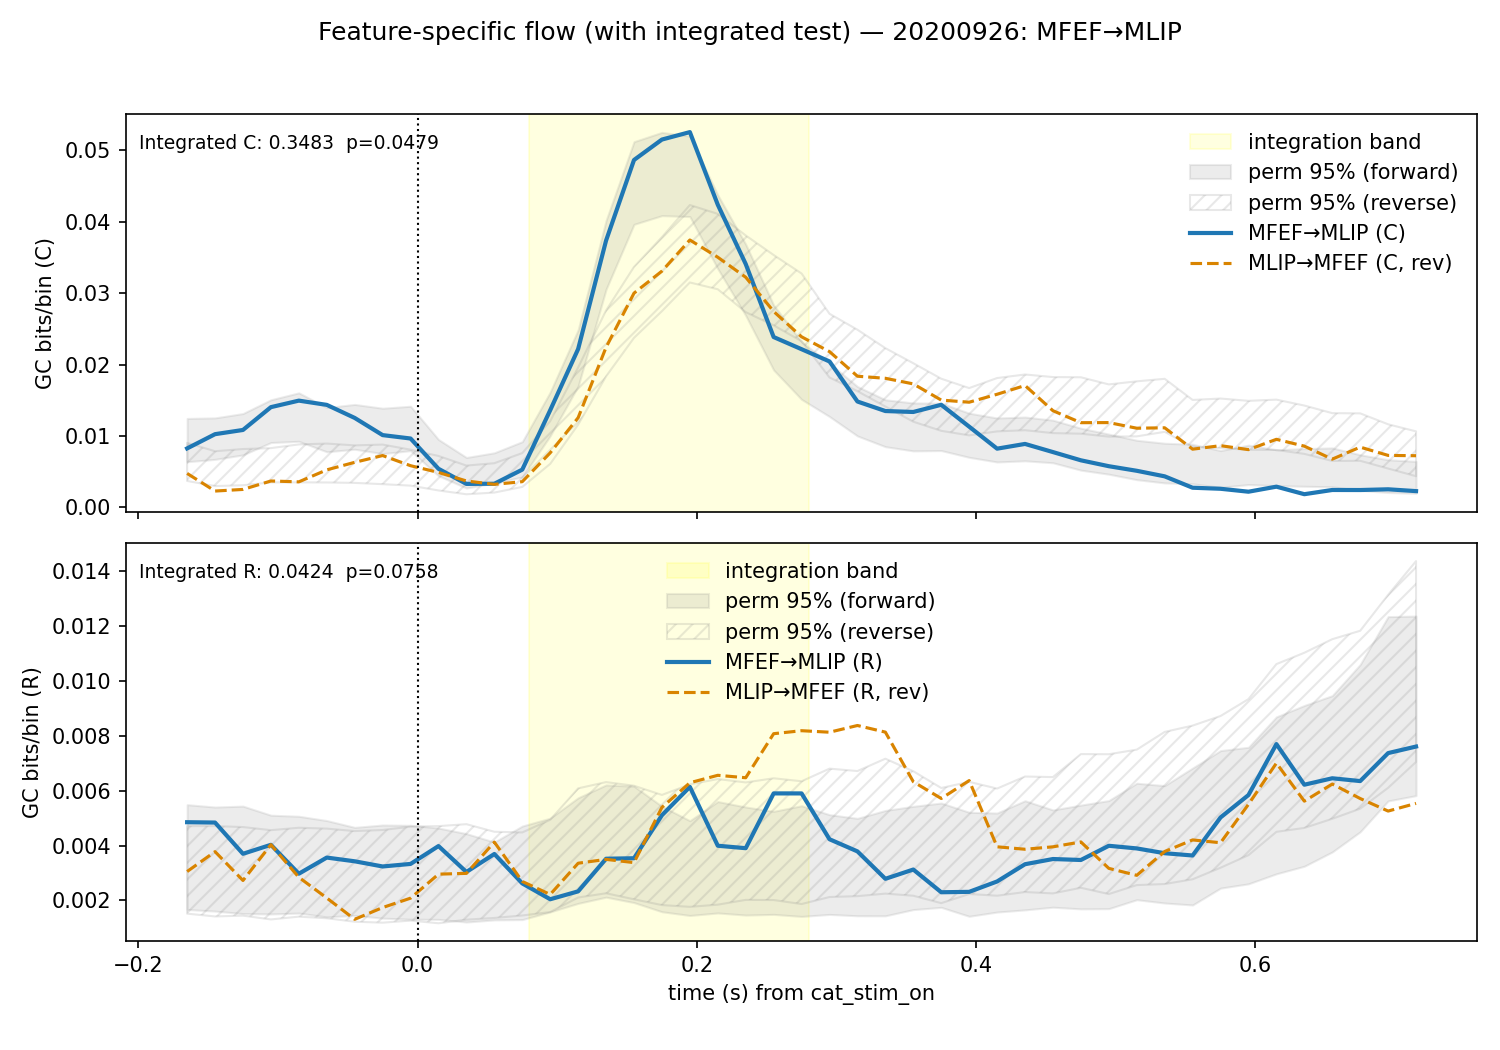 Feature-specific flow (with integrated test) — 20200926: MFEF→MLIP
Integrated C: 0.3483  p=0.0479
integration band
perm 95% (forward)
perm 95% (reverse)
MFEF→MLIP (C)
MLIP→MFEF (C, rev)
GC bits/bin (C)
0.05
0.04
0.03
0.02
0.01
0.00
Integrated R: 0.0424  p=0.0758
integration band
perm 95% (forward)
perm 95% (reverse)
MFEF→MLIP (R)
MLIP→MFEF (R, rev)
GC bits/bin (R)
0.014
0.012
0.010
0.008
0.006
0.004
0.002
−0.2
0.0
0.2
0.4
0.6
time (s) from cat_stim_on